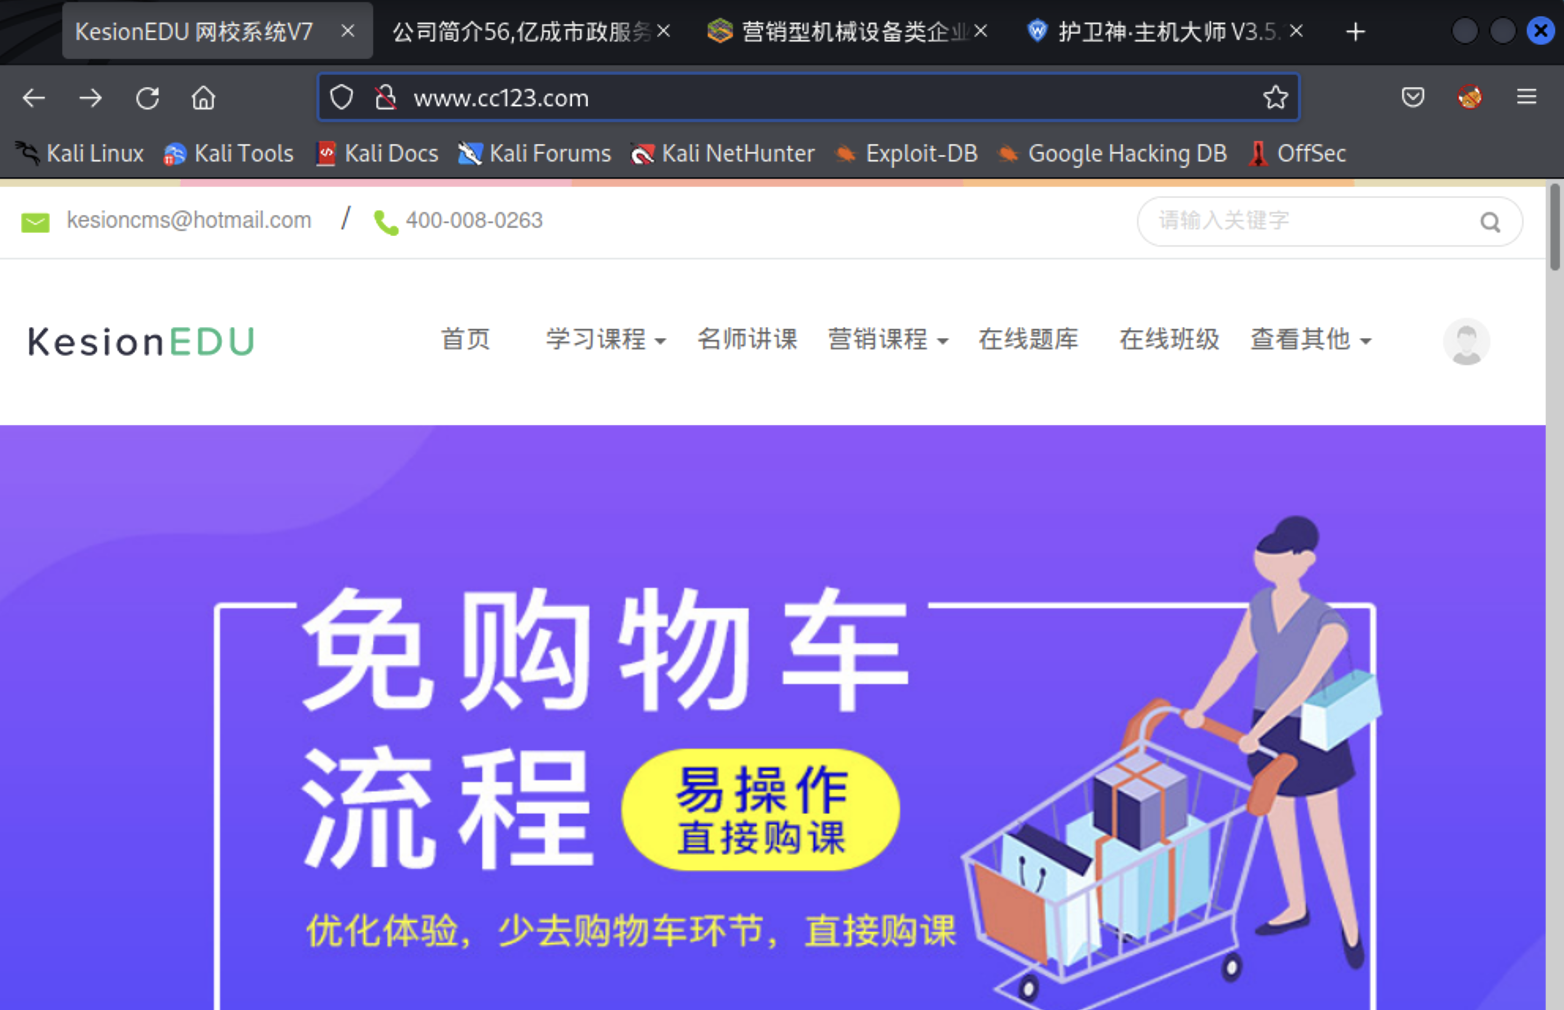 KesionEDU 网校系统V7
公司简介56,亿成市政服务
营销型机械设备类企业
护卫神·主机大师 V3.5.
www.cc123.com
Kali Linux
Kali Tools
Kali Docs
Kali Forums
Kali NetHunter
Exploit-DB
Google Hacking DB
OffSec
kesioncms@hotmail.com / 400-008-0263
请输入关键字
KesionEDU
首页
学习课程
名师讲课
营销课程
在线题库
在线班级
查看其他
免购物车
流程
易操作
直接购课
优化体验，少去购物车环节，直接购课